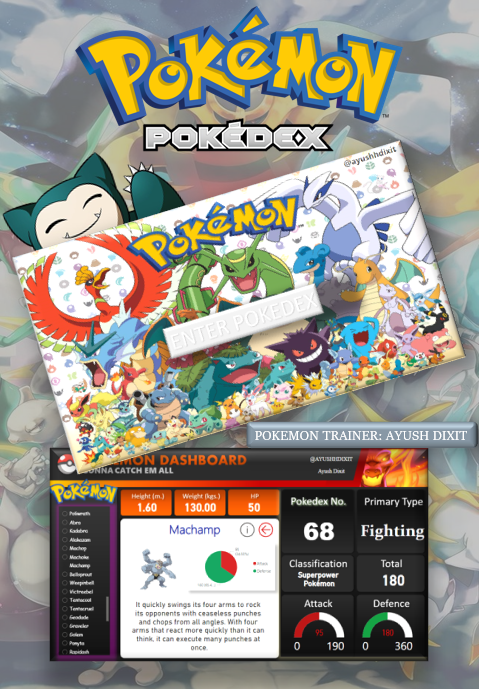 POKéMON
TM
POKÉDEX
@ayushhdixit
POKéMON
ENTER POKEDEX
POKEMON TRAINER: AYUSH DIXIT
MON DASHBOARD
ONNA CATCH EM ALL
@AYUSHHDIXIT
Ayush Dixit
POKéMON
Poliwrath
Abra
Kadabra
Alakazam
Machop
Machoke
Machamp
Bellsprout
Weepinbell
Victreebel
Tentacool
Tentacruel
Geodude
Graveler
Golem
Ponyta
Rapidash
Height (m.)
1.60
Weight (kgs.)
130.00
HP
50
Machamp
Attack
Defence
It quickly swings its four arms to rock
its opponents with ceaseless punches
and chops from all angles. With four
arms that react more quickly than it can
think, it can execute many punches at
once.
Pokedex No.
68
Primary Type
Fighting
Classification
Superpower
Pokémon
Total
180
Attack
95
0 190
Defence
180
0 360